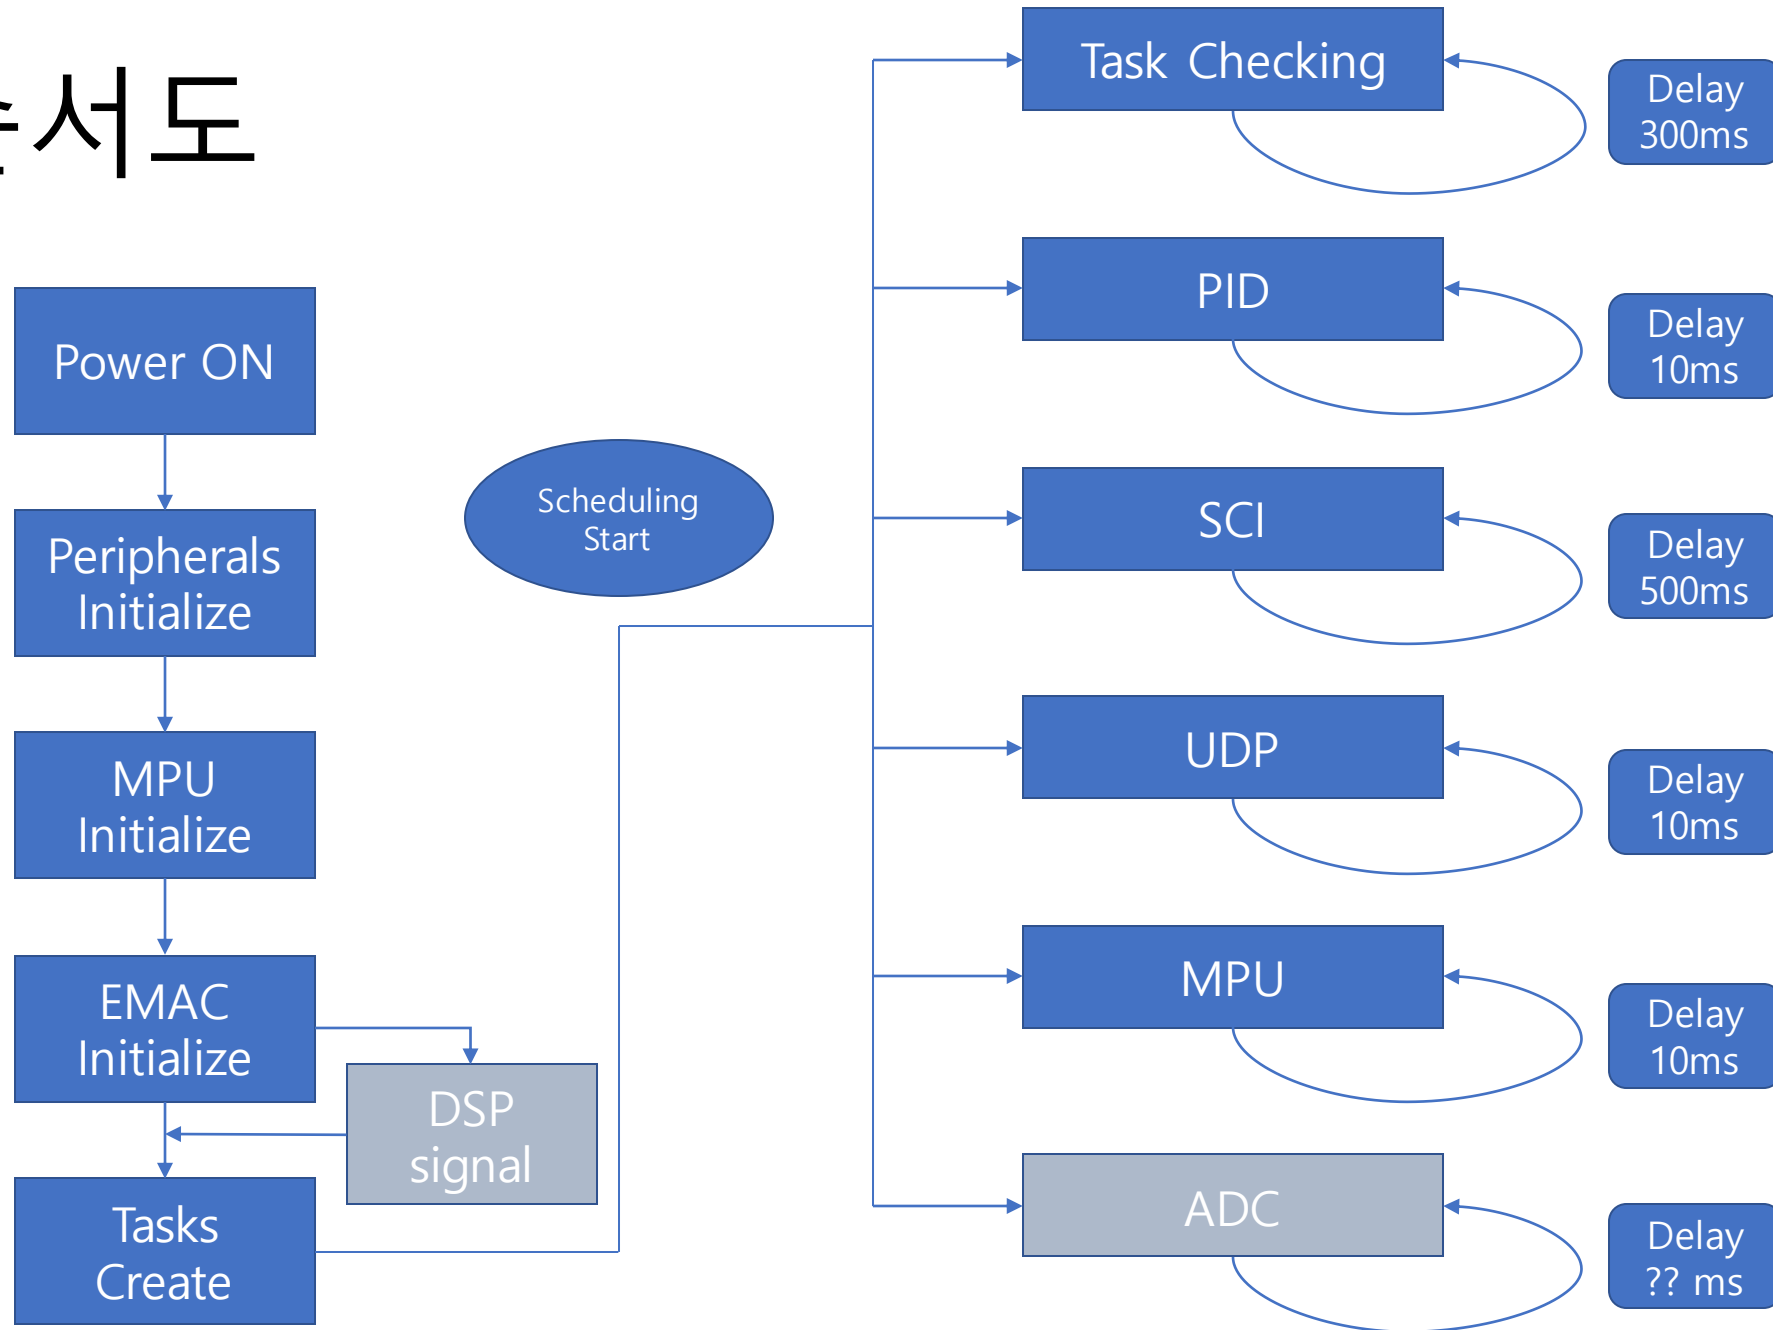 서도
Power ON
Peripherals
Initialize
MPU
Initialize
EMAC
Initialize
DSP
signal
Tasks
Create
Scheduling
Start
Task Checking
Delay
300ms
PID
Delay
10ms
SCI
Delay
500ms
UDP
Delay
10ms
MPU
Delay
10ms
ADC
Delay
?? ms